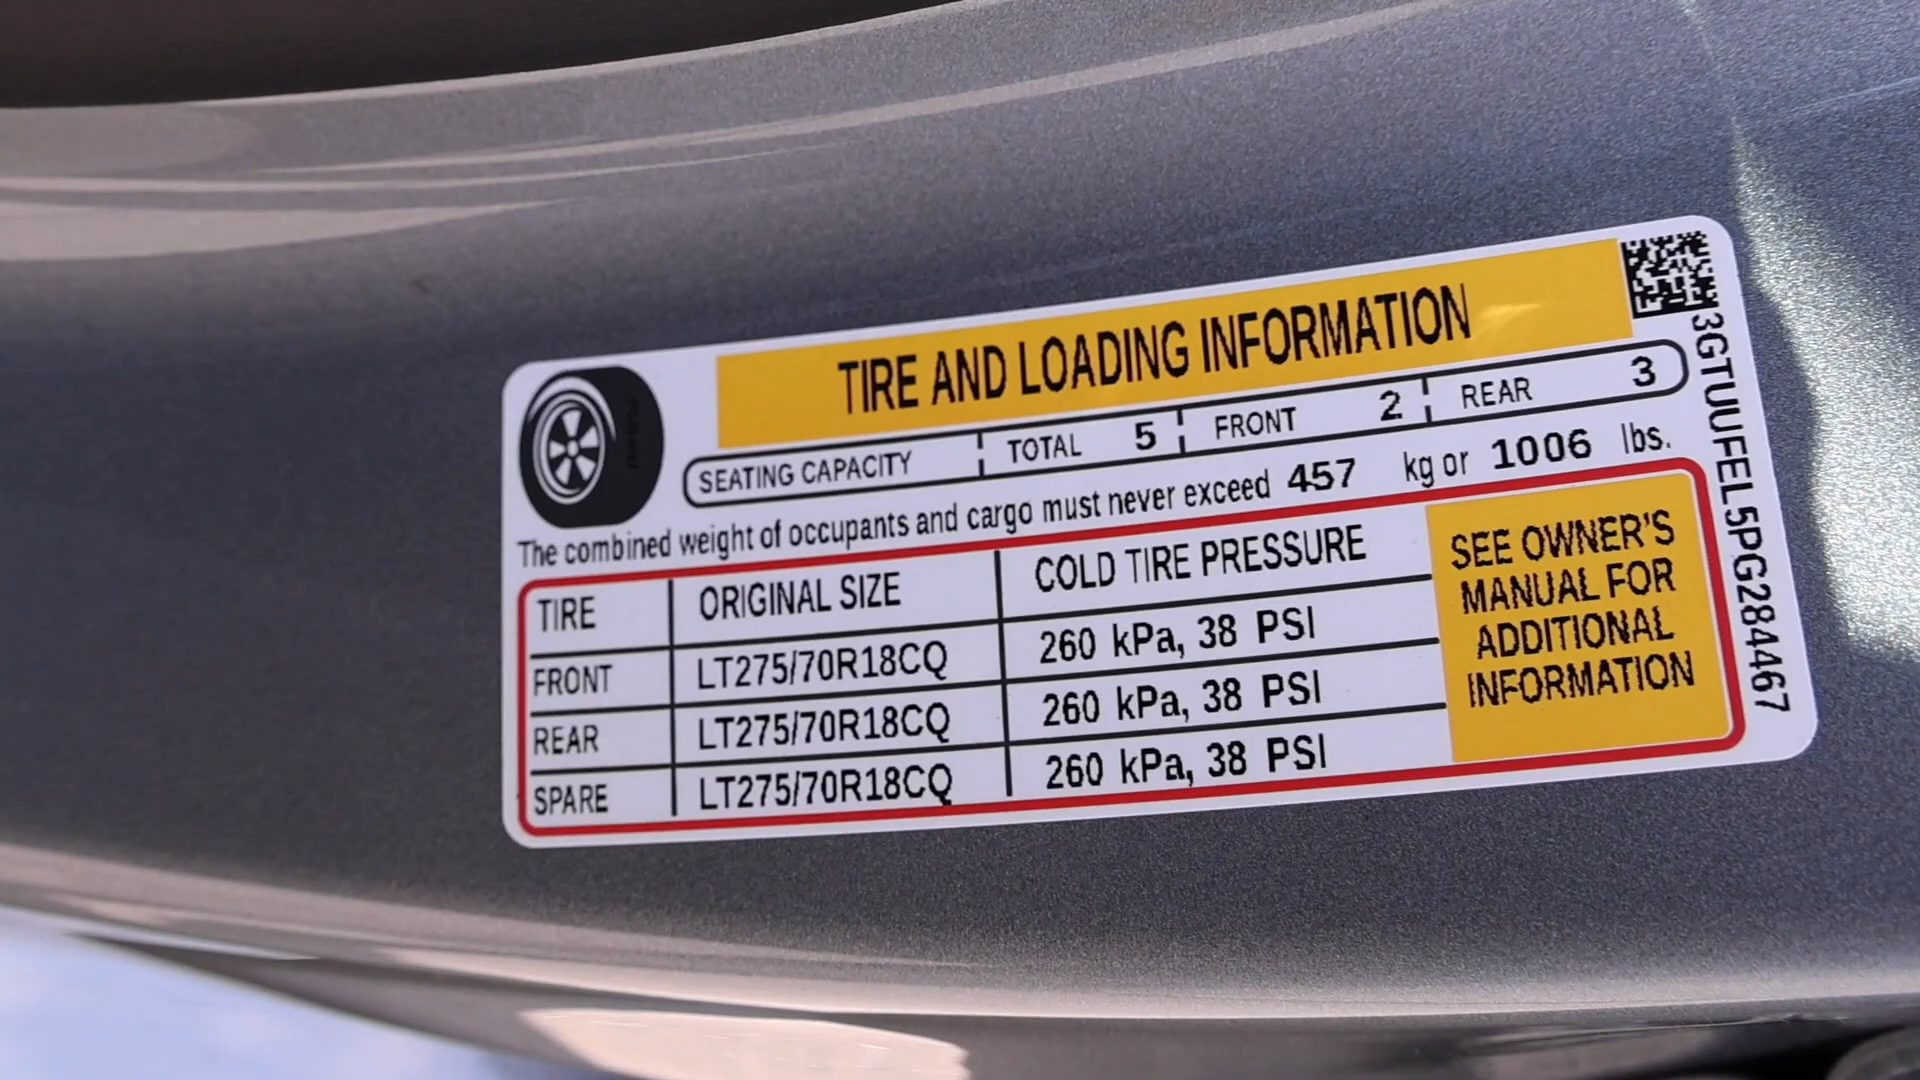 TIRE AND LOADING INFORMATION
SEATING CAPACITY TOTAL 5 FRONT 2 REAR 3
The combined weight of occupants and cargo must never exceed 457 kg or 1006 lbs.
TIRE ORIGINAL SIZE COLD TIRE PRESSURE
FRONT LT275/70R18CQ 260 kPa, 38 PSI
REAR LT275/70R18CQ 260 kPa, 38 PSI
SPARE LT275/70R18CQ 260 kPa, 38 PSI
SEE OWNER'S
MANUAL FOR
ADDITIONAL
INFORMATION
3GTUUFEL5PG284467